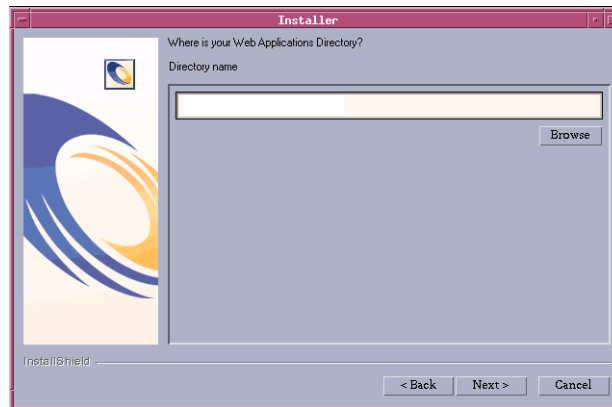 Installer
Where is your Web Applications Directory?
Directory name
Browse
InstallShield
< Back
Next >
Cancel